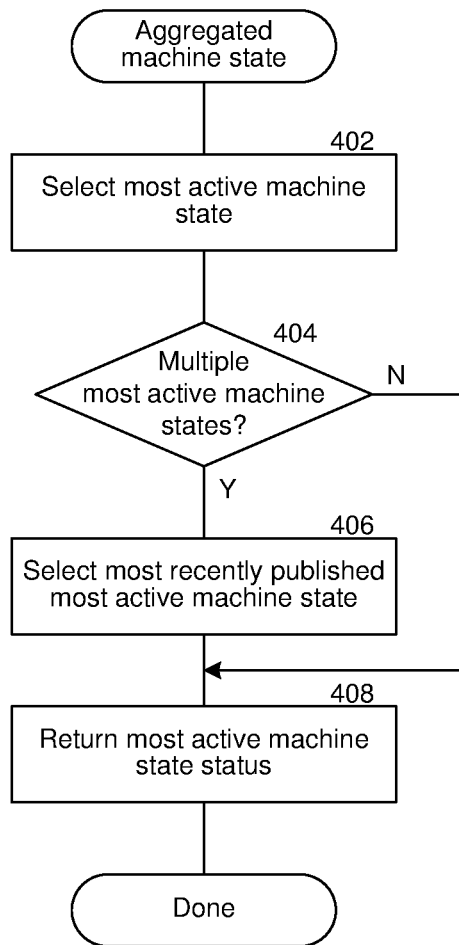 Aggregated
machine state
402
Select most active machine
state
404
Multiple
most active machine
states?
N
Y
406
Select most recently published
most active machine state
408
Return most active machine
state status
Done